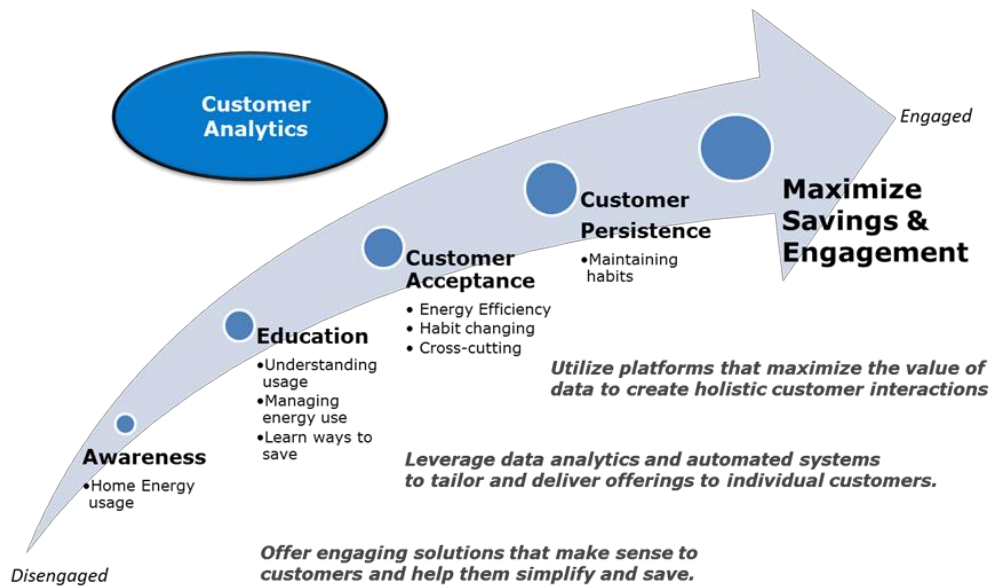 Customer
Analytics
Engaged
Maximize
Savings &
Engagement
Customer
Persistence
•Maintaining
habits
Customer
Acceptance
• Energy Efficiency
• Habit changing
• Cross-cutting
Education
•Understanding
usage
•Managing
energy use
•Learn ways to
save
Awareness
•Home Energy
usage
Disengaged
Utilize platforms that maximize the value of
data to create holistic customer interactions
Leverage data analytics and automated systems
to tailor and deliver offerings to individual customers.
Offer engaging solutions that make sense to
customers and help them simplify and save.